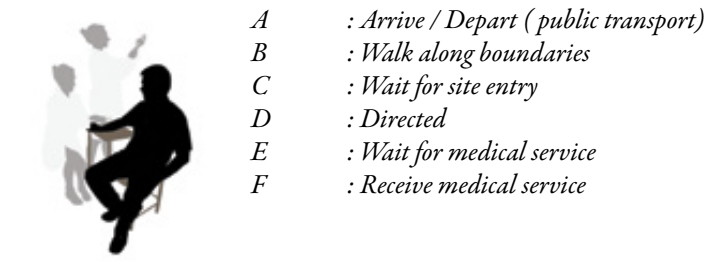 A : Arrive / Depart ( public transport)
B : Walk along boundaries
C : Wait for site entry
D : Directed
E : Wait for medical service
F : Receive medical service